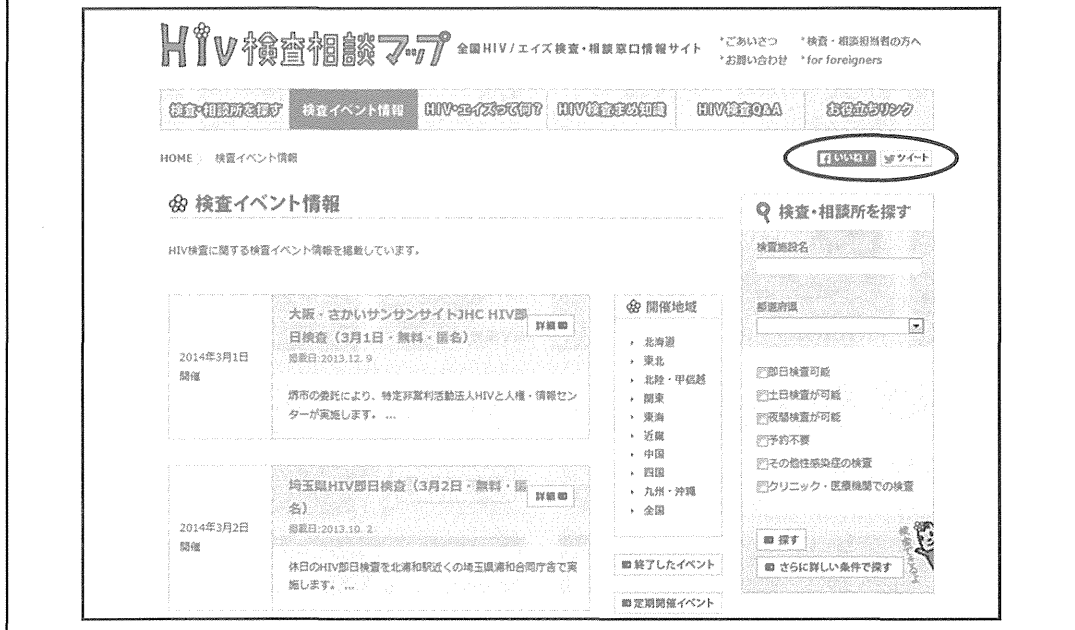 HIV検査相談マップ 全国HIV/エイズ検査・相談窓口情報サイト
・ごあいさつ ・検査・相談担当者の方へ
・お問い合わせ ・for foreigners
検査・相談所を探す 検査イベント情報 HIV・エイズって何? HIV検査まめ知識 HIV検査Q&A お役立ちリンク
HOME 検査イベント情報
いいね! ツイート
検査イベント情報
HIV検査に関する検査イベント情報を掲載しています。
2014年3月1日
開催
大阪・さかいサンサンサイトJHC HIV即
日検査（3月1日・無料・匿名）
詳細
掲載日:2013.12. 9
堺市の委託により、特定非営利活動法人HIVと人権・情報セン
ターが実施します。 ...
2014年3月2日
開催
埼玉県HIV即日検査（3月2日・無料・匿
名）
詳細
掲載日:2013.10. 2
休日のHIV即日検査を北浦和駅近くの埼玉県浦和合同庁舎で実
施します。 ...
開催地域
北海道
東北
北陸・甲信越
関東
東海
近畿
中国
四国
九州・沖縄
全国
終了したイベント
定期開催イベント
検査・相談所を探す
検査施設名
都道府県
即日検査可能
土日検査が可能
夜間検査が可能
予約不要
その他性感染症の検査
クリニック・医療機関での検査
探す
さらに詳しい条件で探す